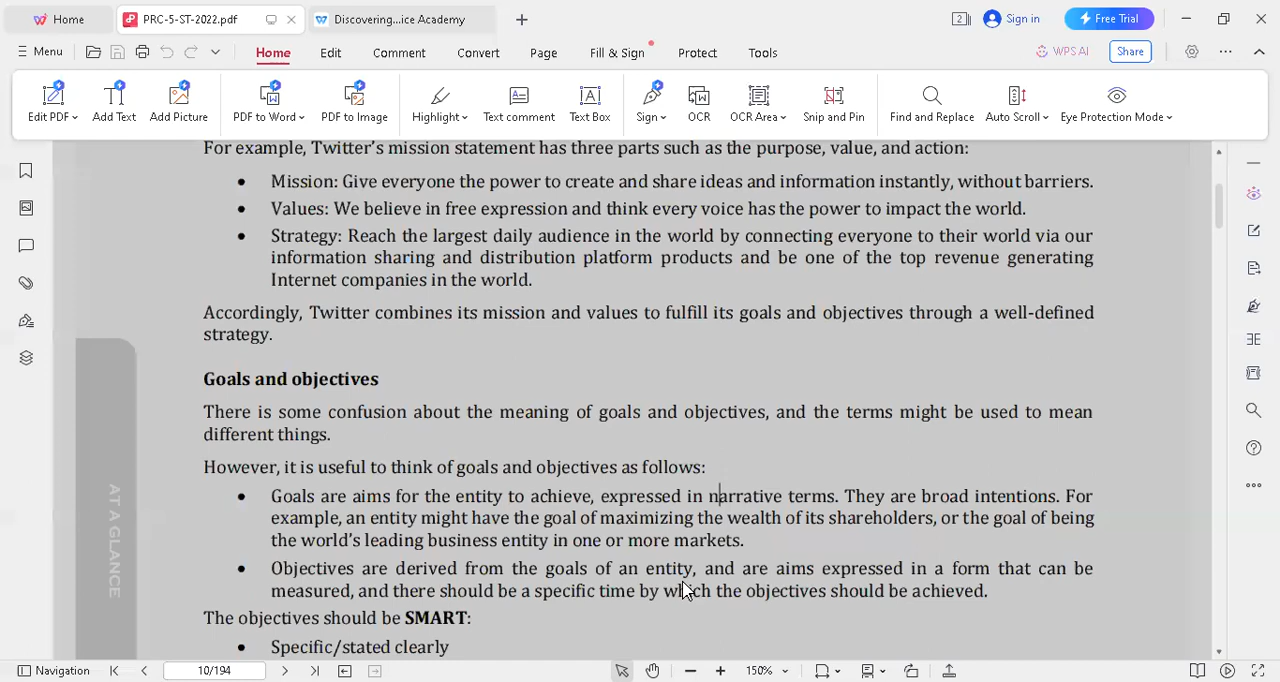 Home
PRC-5-ST-2022.pdf
Discovering...ice Academy
2
Sign in
Free Trial
Menu
Home
Edit
Comment
Convert
Page
Fill & Sign
Protect
Tools
WPS AI
Share
Edit PDF
Add Text
Add Picture
PDF to Word
PDF to Image
Highlight
Text comment
Text Box
Sign
OCR
OCR Area
Snip and Pin
Find and Replace
Auto Scroll
Eye Protection Mode
For example, Twitter's mission statement has three parts such as the purpose, value, and action:
• Mission: Give everyone the power to create and share ideas and information instantly, without barriers.
• Values: We believe in free expression and think every voice has the power to impact the world.
• Strategy: Reach the largest daily audience in the world by connecting everyone to their world via our
information sharing and distribution platform products and be one of the top revenue generating
Internet companies in the world.
Accordingly, Twitter combines its mission and values to fulfill its goals and objectives through a well-defined
strategy.
Goals and objectives
There is some confusion about the meaning of goals and objectives, and the terms might be used to mean
different things.
However, it is useful to think of goals and objectives as follows:
• Goals are aims for the entity to achieve, expressed in narrative terms. They are broad intentions. For
example, an entity might have the goal of maximizing the wealth of its shareholders, or the goal of being
the world's leading business entity in one or more markets.
• Objectives are derived from the goals of an entity, and are aims expressed in a form that can be
measured, and there should be a specific time by which the objectives should be achieved.
The objectives should be SMART:
• Specific/stated clearly
AT A GLANCE
Navigation
10/194
150%